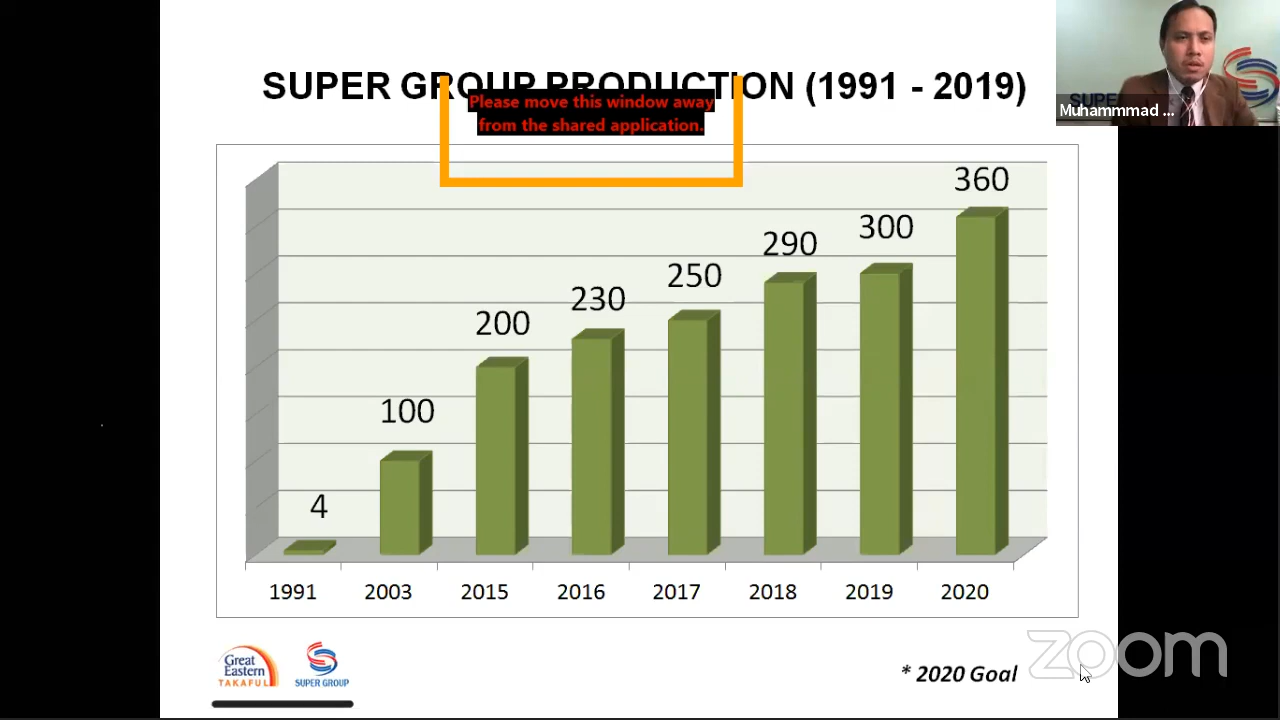 SUPER GROUP PRODUCTION (1991 - 2019)
Please move this window away
from the shared application.
Muhammmad ...
360
300
290
250
230
200
100
4
1991 2003 2015 2016 2017 2018 2019 2020
Great
Eastern
TAKAFUL
SUPER GROUP
* 2020 Goal
zoom